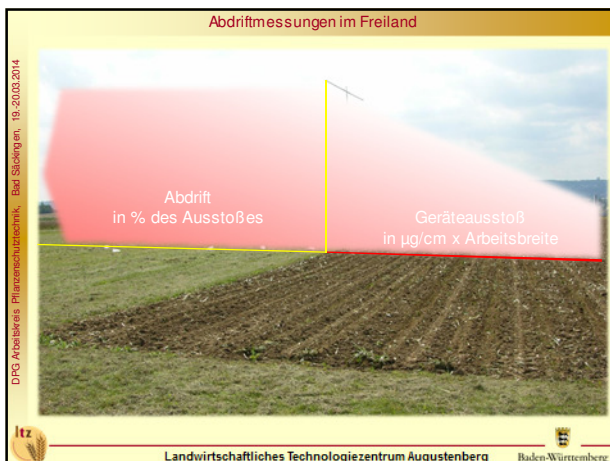 Abdriftmessungen im Freiland
DPG Arbeitskreis Pflanzenschutztechnik, Bad Säckingen, 19.-20.03.2014
Abdrift
in % des Ausstoßes
Geräteausstoß
in µg/cm x Arbeitsbreite
ltz
Landwirtschaftliches Technologiezentrum Augustenberg
Baden-Württemberg